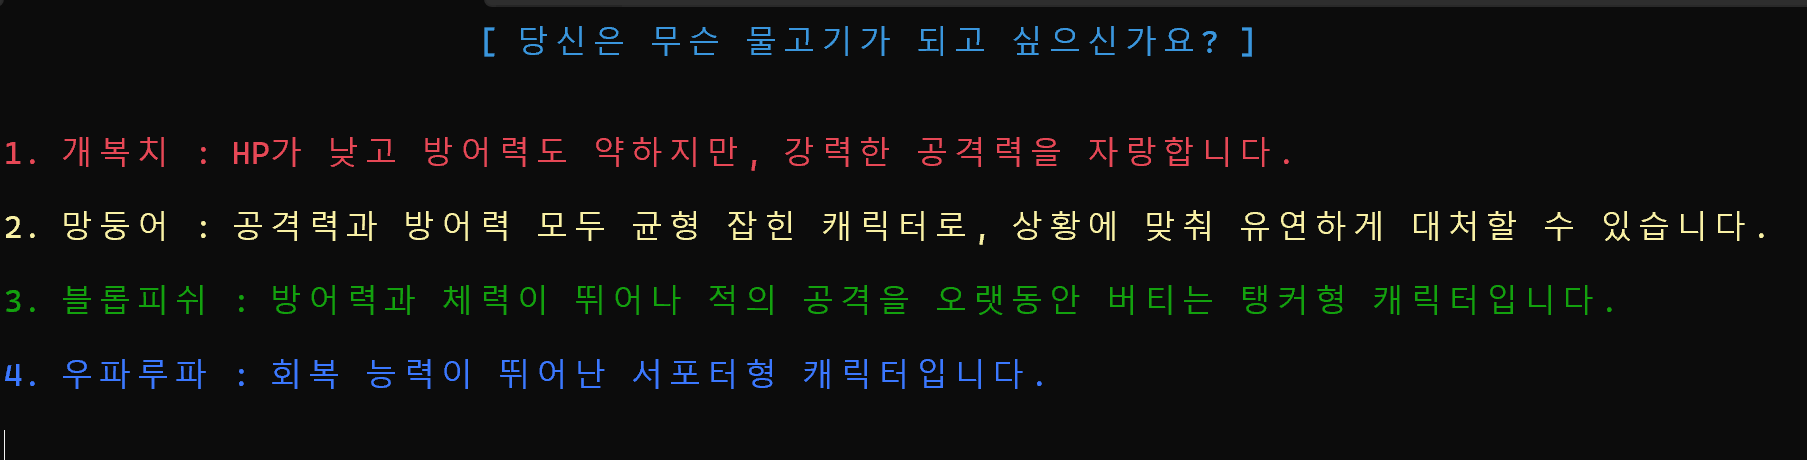 [ 당신은 무슨 물고기가 되고 싶으신가요? ]
1. 개복치 : HP가 낮고 방어력도 약하지만, 강력한 공격력을 자랑합니다.
2. 망둥어 : 공격력과 방어력 모두 균형 잡힌 캐릭터로, 상황에 맞춰 유연하게 대처할 수 있습니다.
3. 블롭피쉬 : 방어력과 체력이 뛰어나 적의 공격을 오랫동안 버티는 탱커형 캐릭터입니다.
4. 우파루파 : 회복 능력이 뛰어난 서포터형 캐릭터입니다.